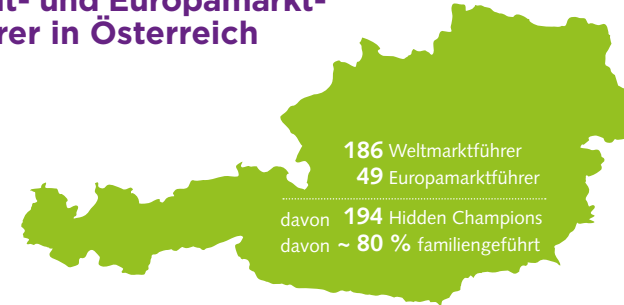 t- und Europamarkt-
rer in Österreich
186 Weltmarktführer
49 Europamarktführer
davon 194 Hidden Champions
davon ~ 80 % familiengeführt